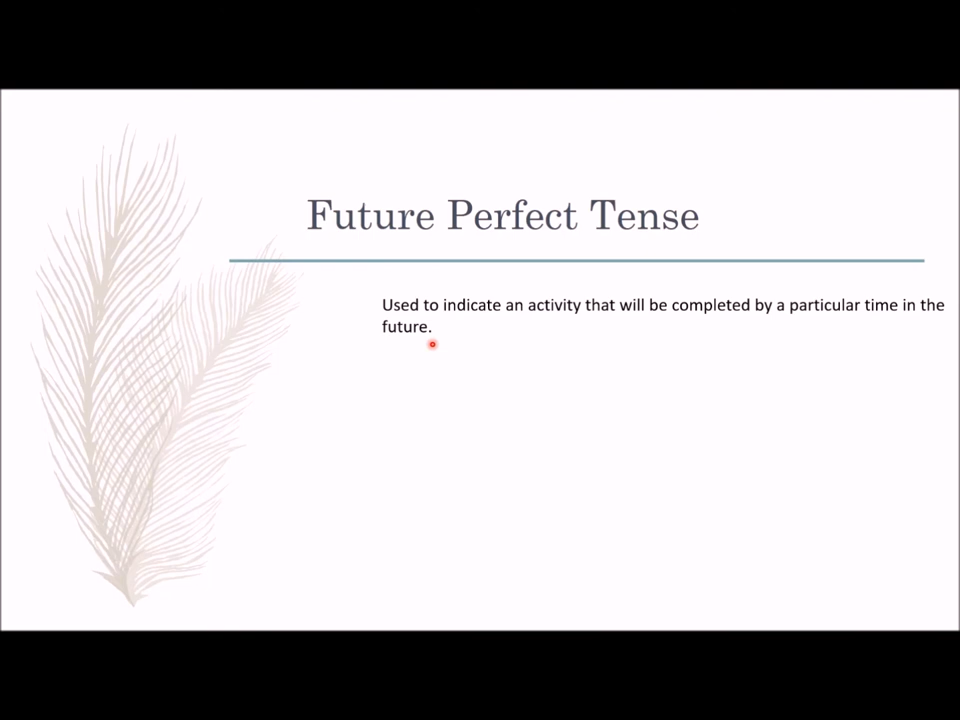 Future Perfect Tense
Used to indicate an activity that will be completed by a particular time in the
future.